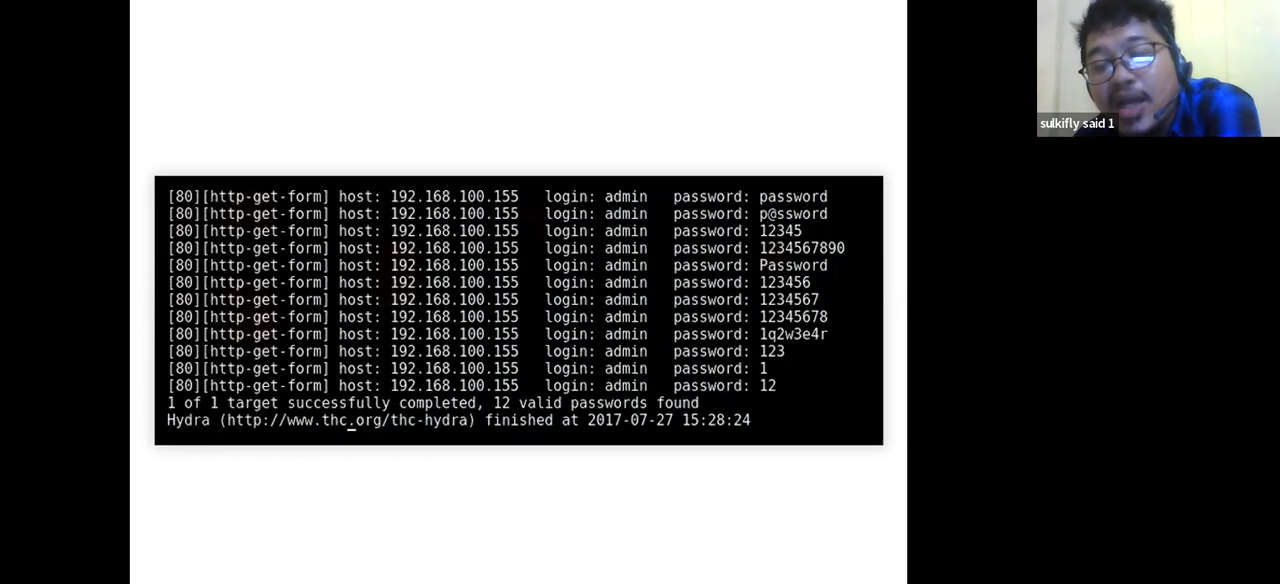 [80][http-get-form] host: 192.168.100.155   login: admin   password: password
[80][http-get-form] host: 192.168.100.155   login: admin   password: p@ssword
[80][http-get-form] host: 192.168.100.155   login: admin   password: 12345
[80][http-get-form] host: 192.168.100.155   login: admin   password: 1234567890
[80][http-get-form] host: 192.168.100.155   login: admin   password: Password
[80][http-get-form] host: 192.168.100.155   login: admin   password: 123456
[80][http-get-form] host: 192.168.100.155   login: admin   password: 1234567
[80][http-get-form] host: 192.168.100.155   login: admin   password: 12345678
[80][http-get-form] host: 192.168.100.155   login: admin   password: 1q2w3e4r
[80][http-get-form] host: 192.168.100.155   login: admin   password: 123
[80][http-get-form] host: 192.168.100.155   login: admin   password: 1
[80][http-get-form] host: 192.168.100.155   login: admin   password: 12
1 of 1 target successfully completed, 12 valid passwords found
Hydra (http://www.thc.org/thc-hydra) finished at 2017-07-27 15:28:24
sulkifly said 1